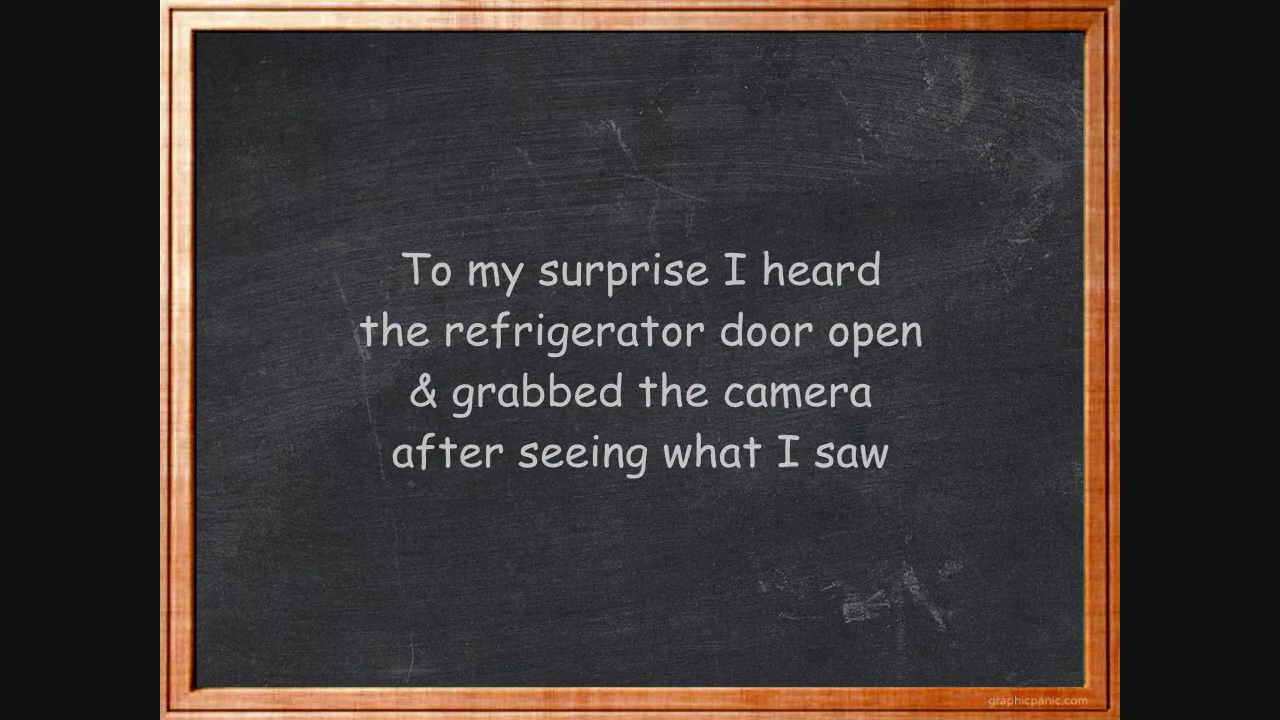 To my surprise I heard
the refrigerator door open
& grabbed the camera
after seeing what I saw
graphicpanic.com